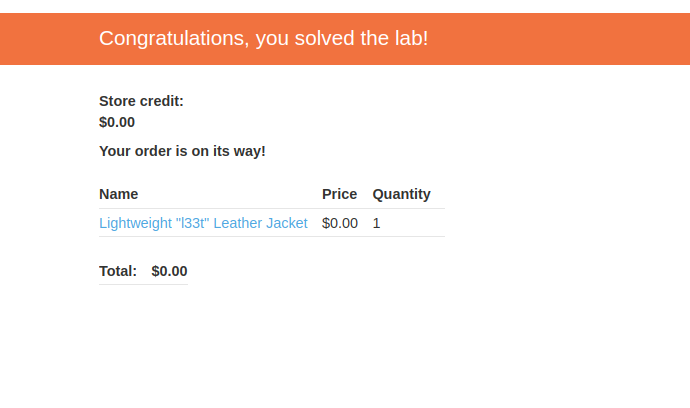 Congratulations, you solved the lab!
Store credit:
$0.00
Your order is on its way!
Name Price Quantity
Lightweight "l33t" Leather Jacket $0.00 1
Total: $0.00